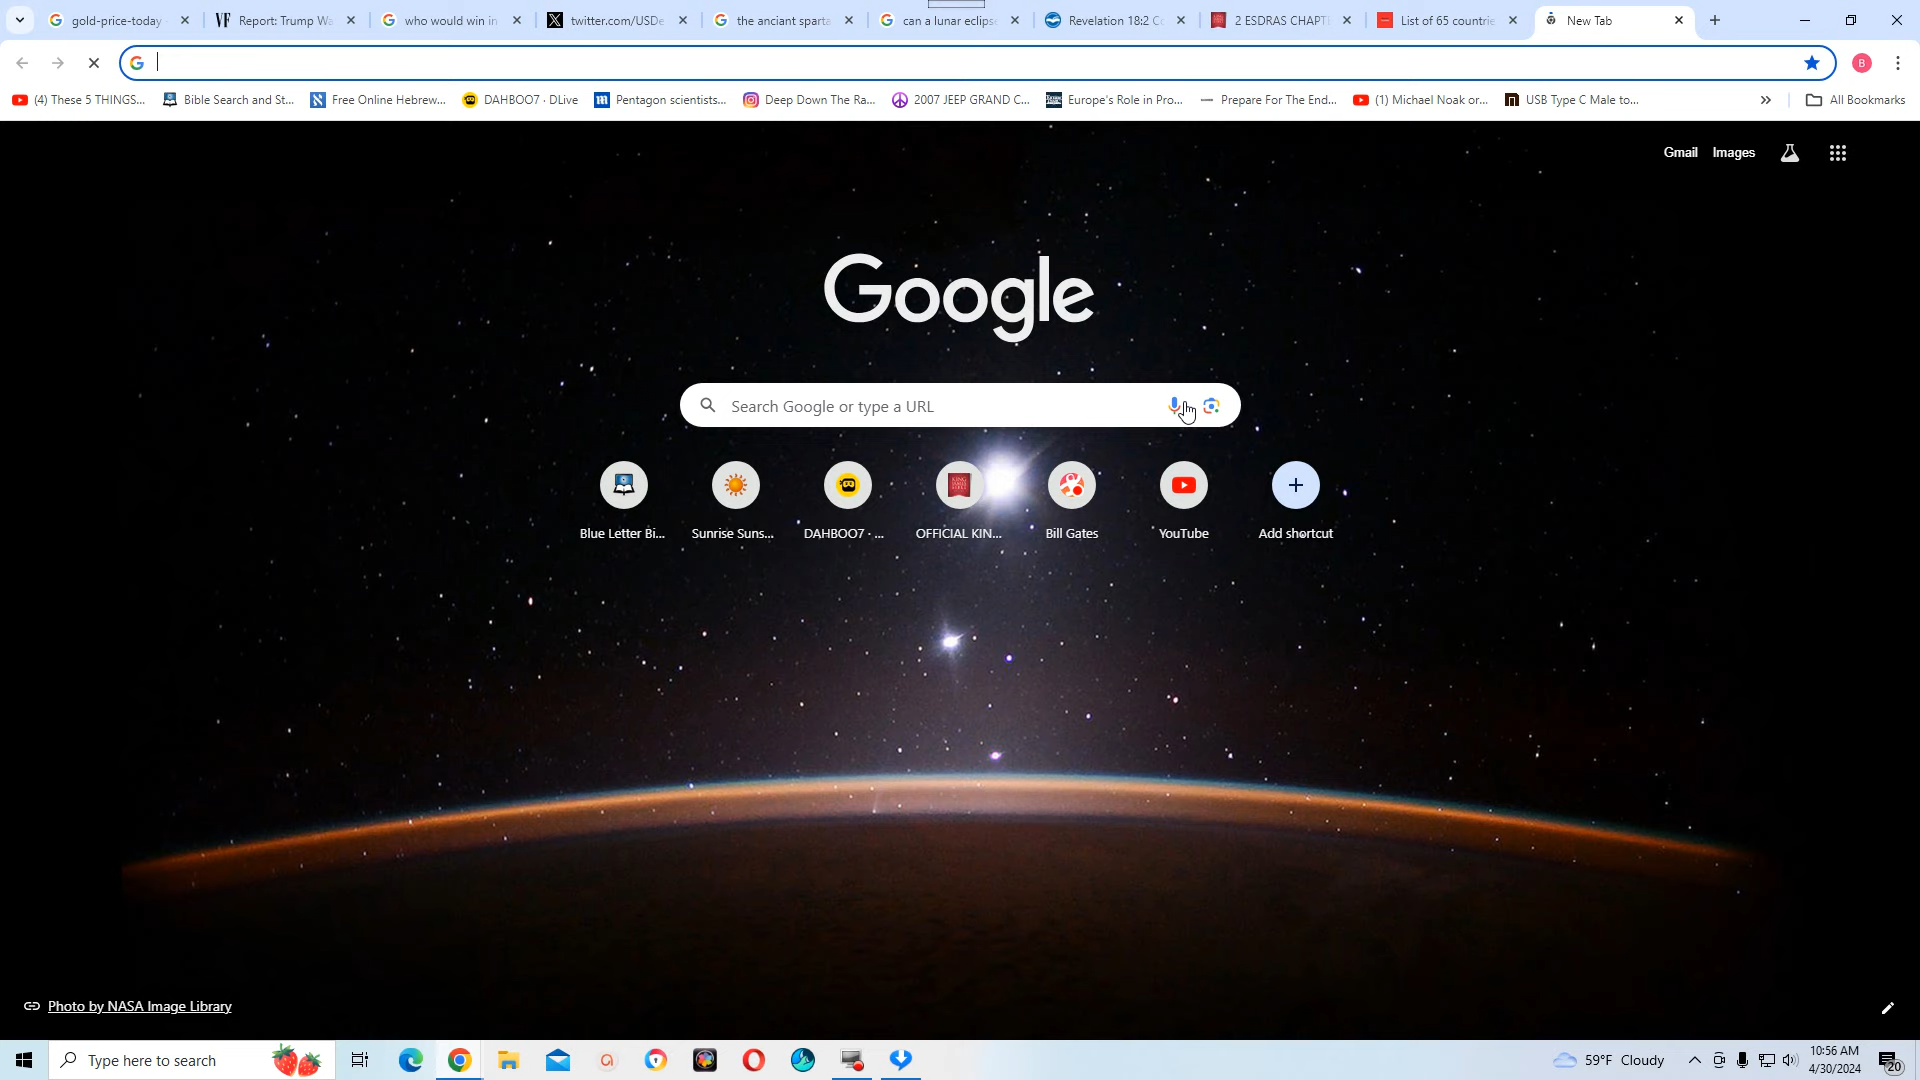 gold-price-today
Report: Trump Wa
who would win in
twitter.com/USDe
the anciant sparta
can a lunar eclips
Revelation 18:2 Co
2 ESDRAS CHAPTE
List of 65 countrie
New Tab
B
(4) These 5 THINGS...
Bible Search and St...
Free Online Hebrew...
DAHBOO7 · DLive
Pentagon scientists...
Deep Down The Ra...
2007 JEEP GRAND C...
Europe's Role in Pro...
Prepare For The End...
(1) Michael Noak or...
USB Type C Male to...
All Bookmarks
Gmail
Images
Google
Search Google or type a URL
Blue Letter Bi...
Sunrise Suns...
DAHBOO7 · ...
OFFICIAL KIN...
Bill Gates
YouTube
Add shortcut
Photo by NASA Image Library
Type here to search
59°F Cloudy
10:56 AM
4/30/2024
20